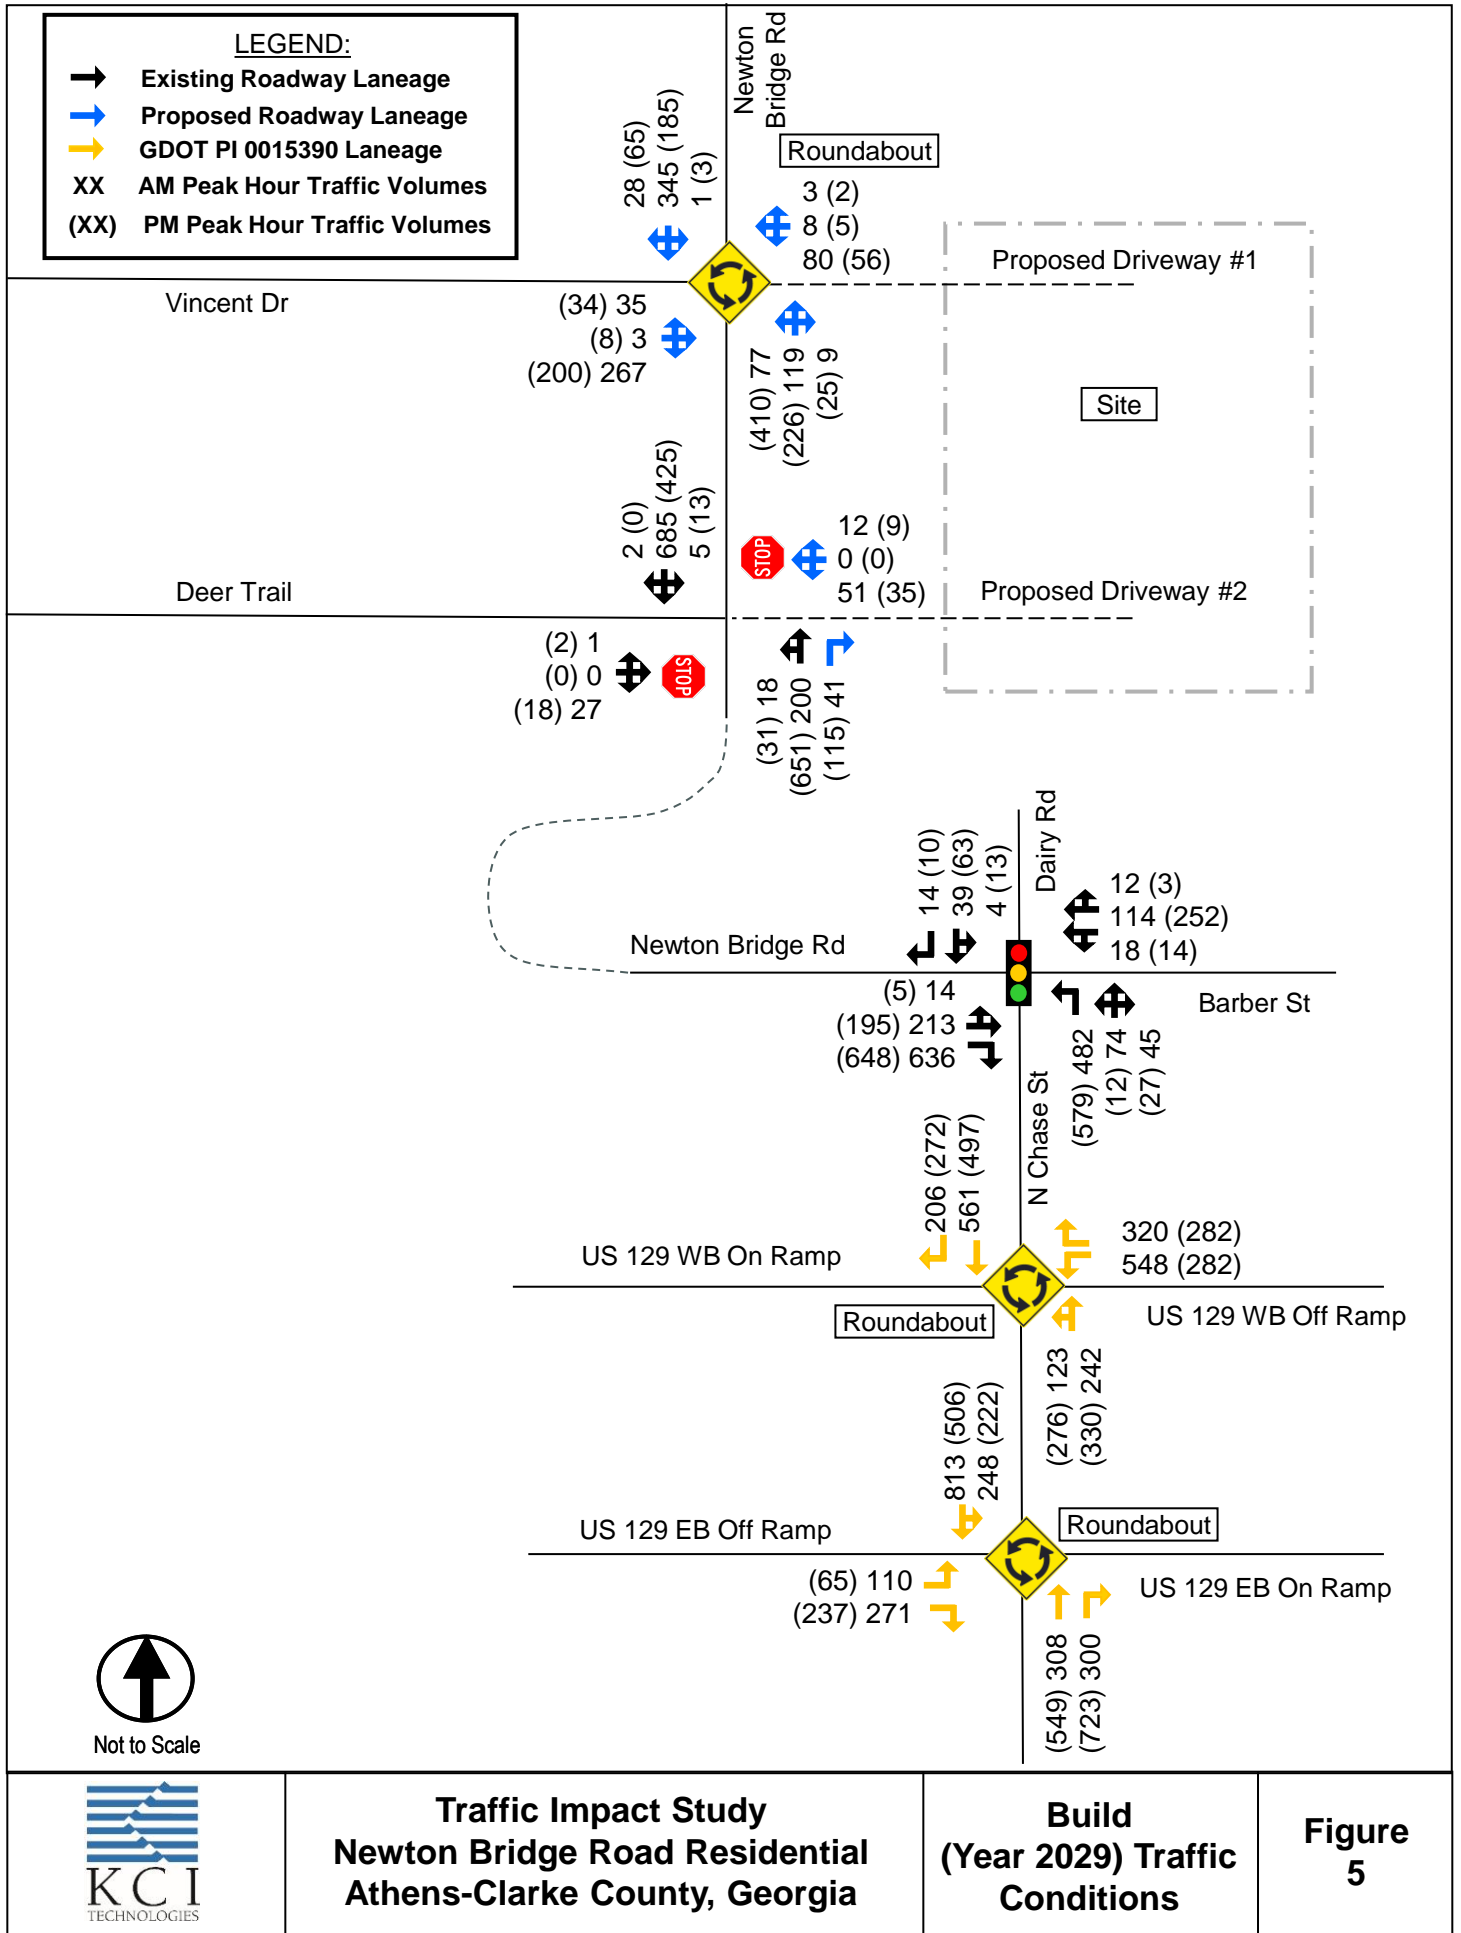 LEGEND:
Existing Roadway Laneage
Proposed Roadway Laneage
GDOT PI 0015390 Laneage
XX AM Peak Hour Traffic Volumes
(XX) PM Peak Hour Traffic Volumes
Newton
Bridge Rd
Roundabout
28 (65)
345 (185)
1 (3)
3 (2)
8 (5)
80 (56)
Proposed Driveway #1
Vincent Dr
(34) 35
(8) 3
(200) 267
(410) 77
(226) 119
(25) 9
Site
2 (0)
685 (425)
5 (13)
STOP
12 (9)
0 (0)
51 (35)
Deer Trail
Proposed Driveway #2
(2) 1
(0) 0
(18) 27
STOP
(31) 18
(651) 200
(115) 41
Dairy Rd
14 (10)
39 (63)
4 (13)
12 (3)
114 (252)
18 (14)
Newton Bridge Rd
Barber St
(5) 14
(195) 213
(648) 636
(579) 482
(12) 74
(27) 45
N Chase St
206 (272)
561 (497)
320 (282)
548 (282)
US 129 WB On Ramp
Roundabout
US 129 WB Off Ramp
(276) 123
(330) 242
813 (506)
248 (222)
US 129 EB Off Ramp
Roundabout
(65) 110
(237) 271
US 129 EB On Ramp
(549) 308
(723) 300
Not to Scale
KCI
TECHNOLOGIES
Traffic Impact Study
Newton Bridge Road Residential
Athens-Clarke County, Georgia
Build
(Year 2029) Traffic
Conditions
Figure
5